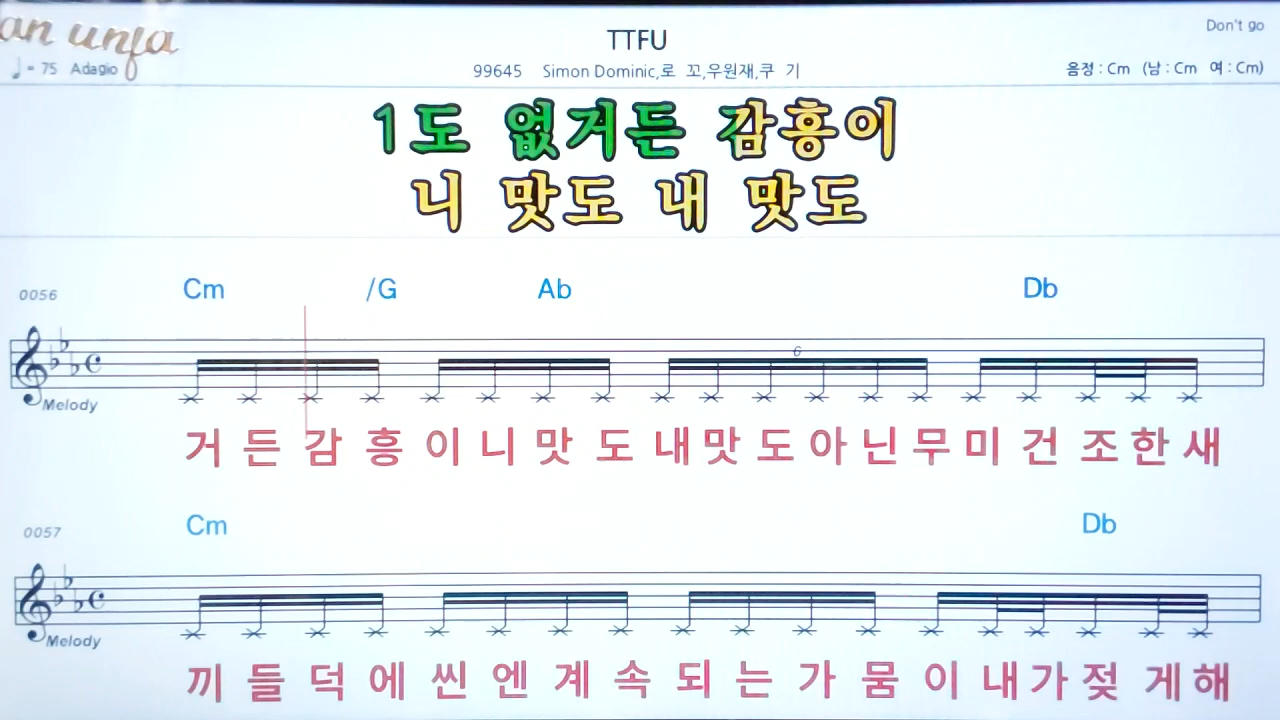 an unfa
TTFU
Don't go
♩= 75 Adagio
99645 Simon Dominic,로 꼬,우원재,쿠 기
음정 : Cm (남 : Cm 여 : Cm)
1도 없거든 감흥이
니 맛도 내 맛도
0056
Cm /G Ab Db
6
Melody
거 든 감 흥 이 니 맛 도 내 맛 도 아 닌 무 미 건 조 한 새
0057
Cm Db
Melody
끼 들 덕 에 씬 엔 계 속 되 는 가 뭄 이 내 가 젖 게 해